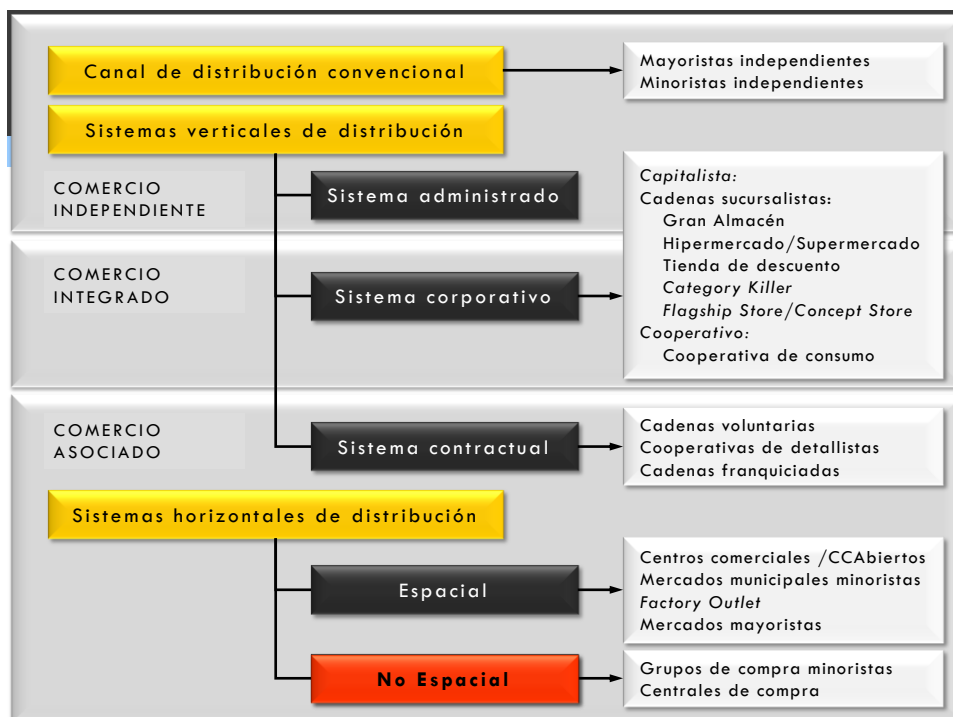 Canal de distribución convencional
Mayoristas independientes
Minoristas independientes
Sistemas verticales de distribución
COMERCIO
INDEPENDIENTE
Sistema administrado
COMERCIO
INTEGRADO
Sistema corporativo
Capitalista:
Cadenas sucursalistas:
Gran Almacén
Hipermercado/Supermercado
Tienda de descuento
Category Killer
Flagship Store/Concept Store
Cooperativo:
Cooperativa de consumo
COMERCIO
ASOCIADO
Sistema contractual
Cadenas voluntarias
Cooperativas de detallistas
Cadenas franquiciadas
Sistemas horizontales de distribución
Espacial
Centros comerciales /CCAbiertos
Mercados municipales minoristas
Factory Outlet
Mercados mayoristas
No Espacial
Grupos de compra minoristas
Centrales de compra